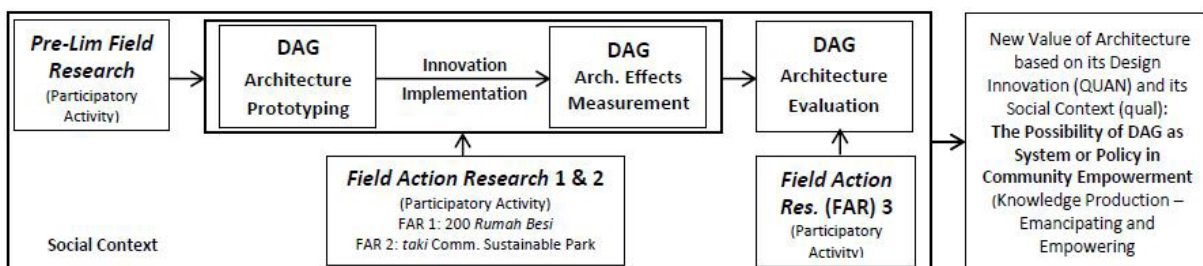 Pre-Lim Field
Research
(Participatory
Activity)
DAG
Architecture
Prototyping
Innovation
Implementation
DAG
Arch. Effects
Measurement
DAG
Architecture
Evaluation
Field Action Research 1 & 2
(Participatory Activity)
FAR 1: 200 Rumah Besi
FAR 2: taki Comm. Sustainable Park
Field Action
Res. (FAR) 3
(Participatory
Activity)
Social Context
New Value of Architecture
based on its Design
Innovation (QUAN) and its
Social Context (qual):
The Possibility of DAG as
System or Policy in
Community Empowerment
(Knowledge Production –
Emancipating and
Empowering